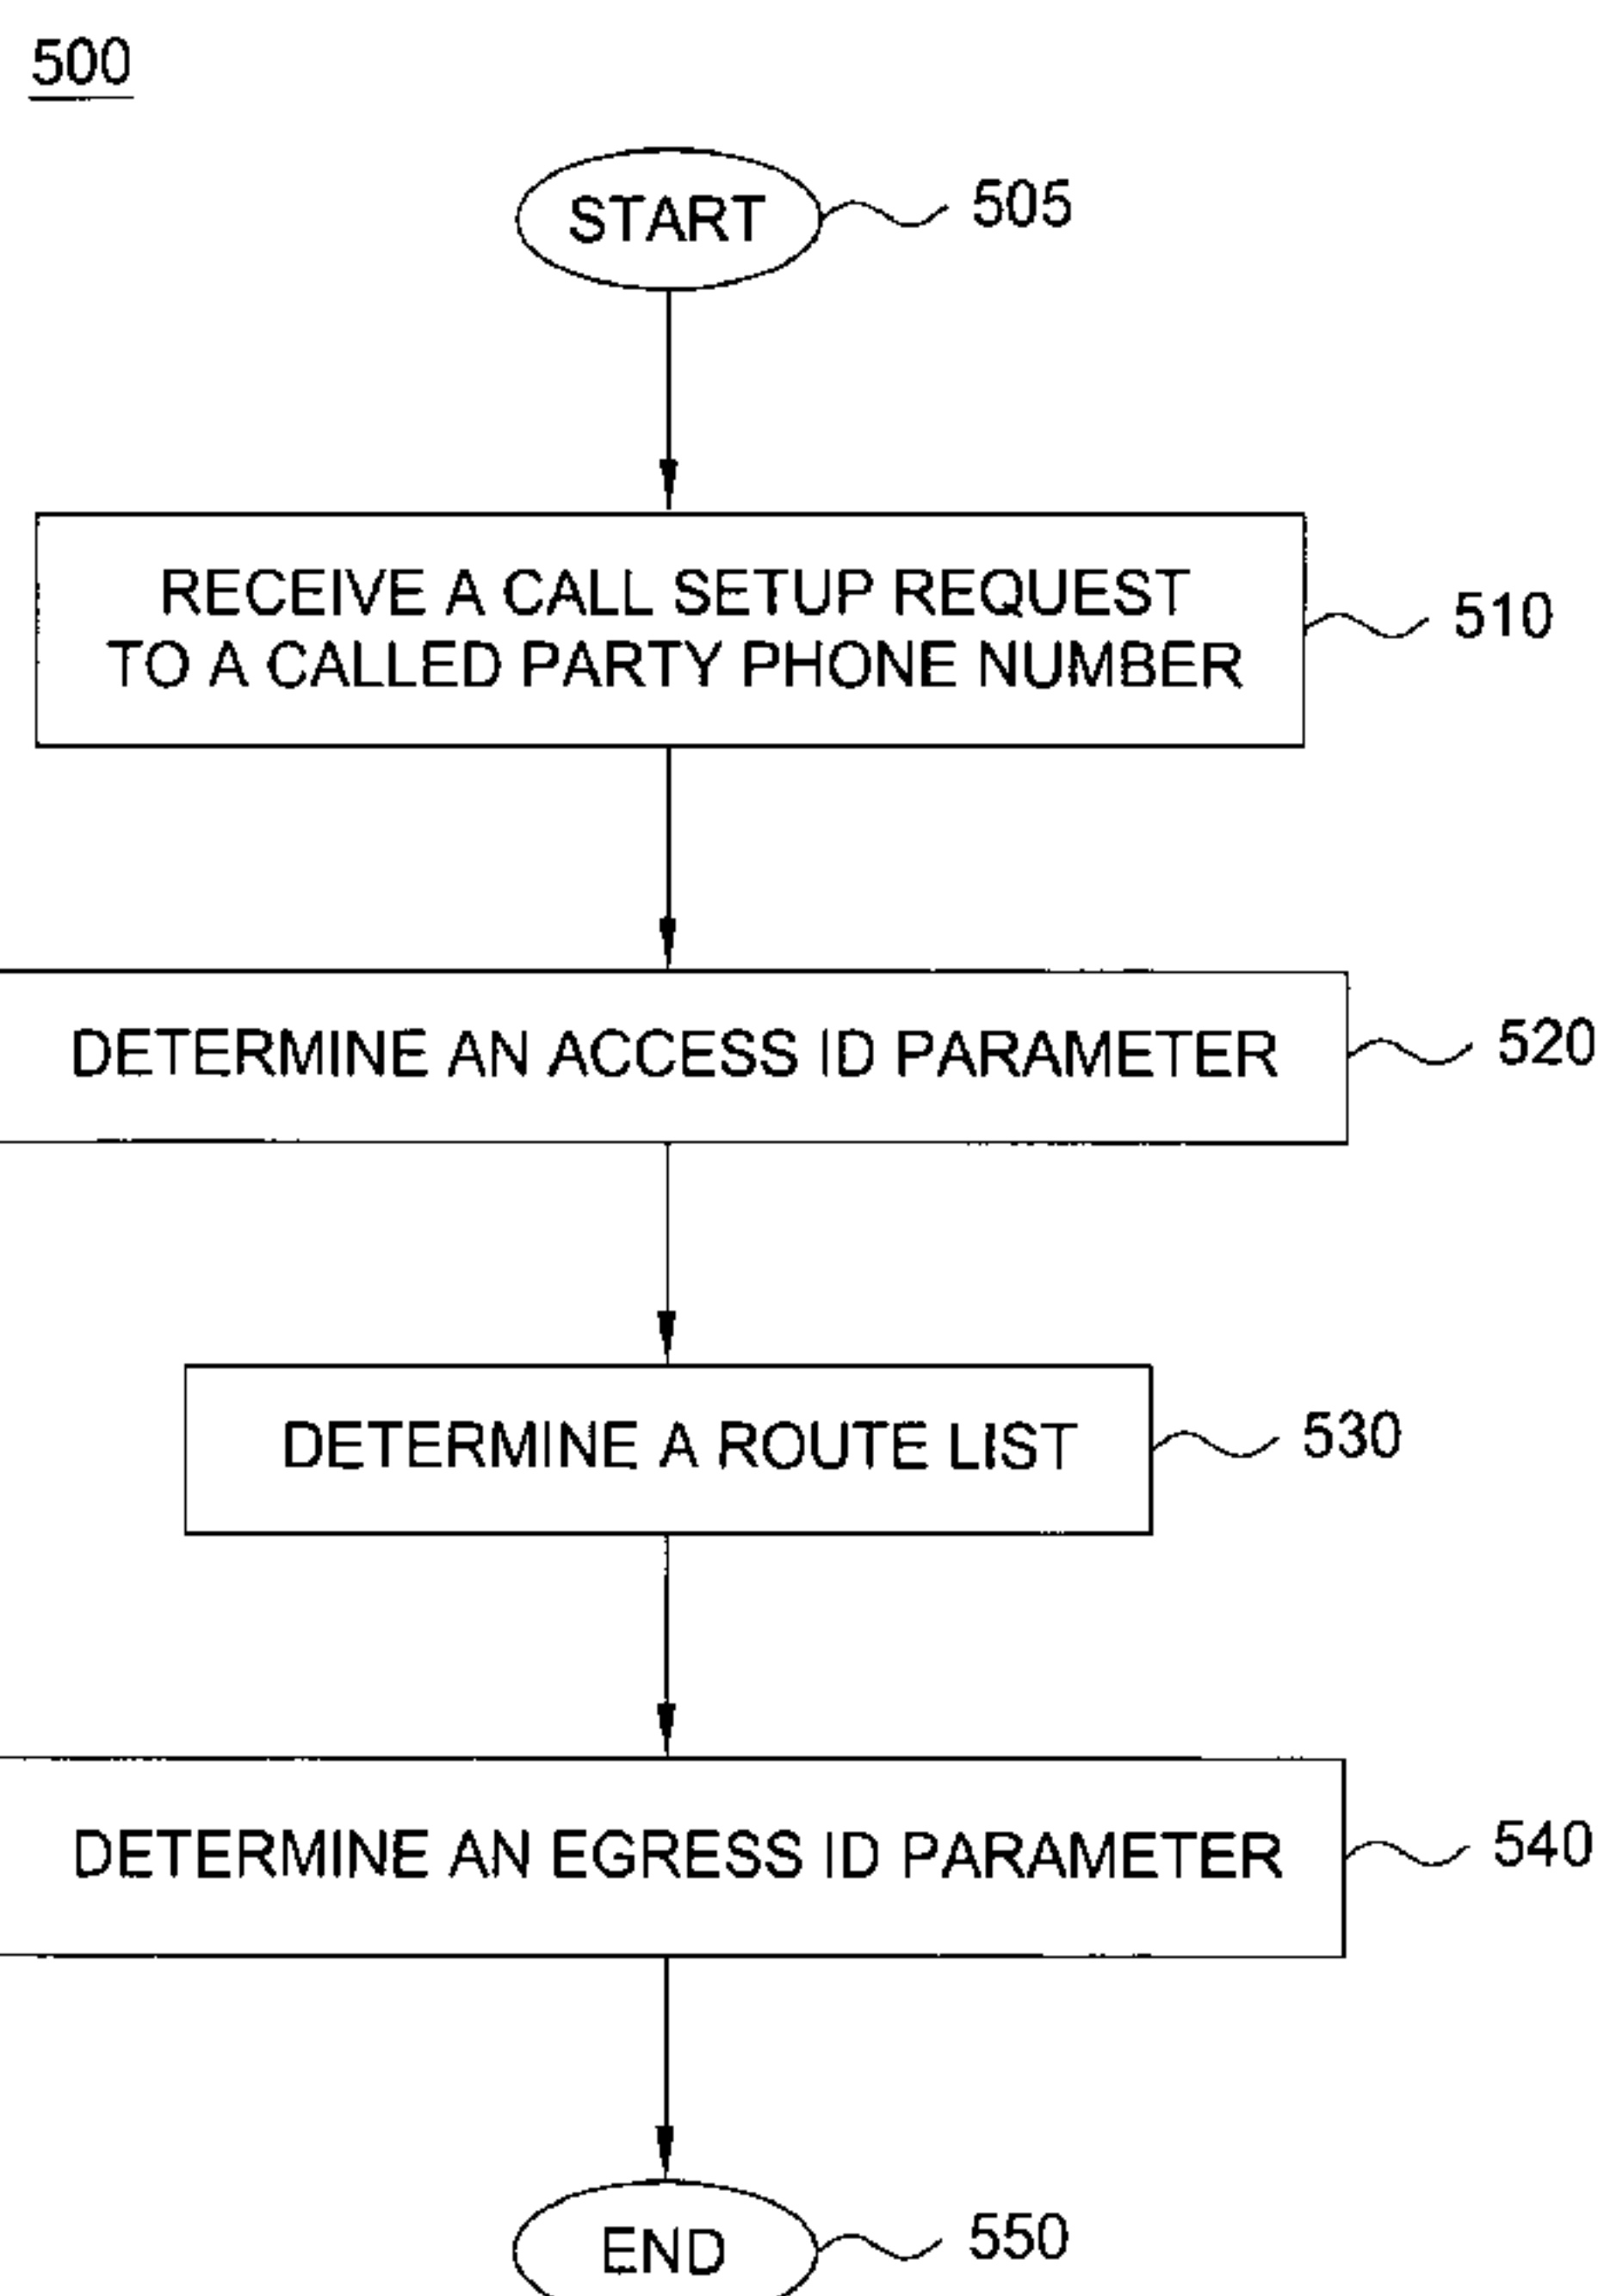 500
START 505
RECEIVE A CALL SETUP REQUEST
TO A CALLED PARTY PHONE NUMBER 510
DETERMINE AN ACCESS ID PARAMETER 520
DETERMINE A ROUTE LIST 530
DETERMINE AN EGRESS ID PARAMETER 540
END 550